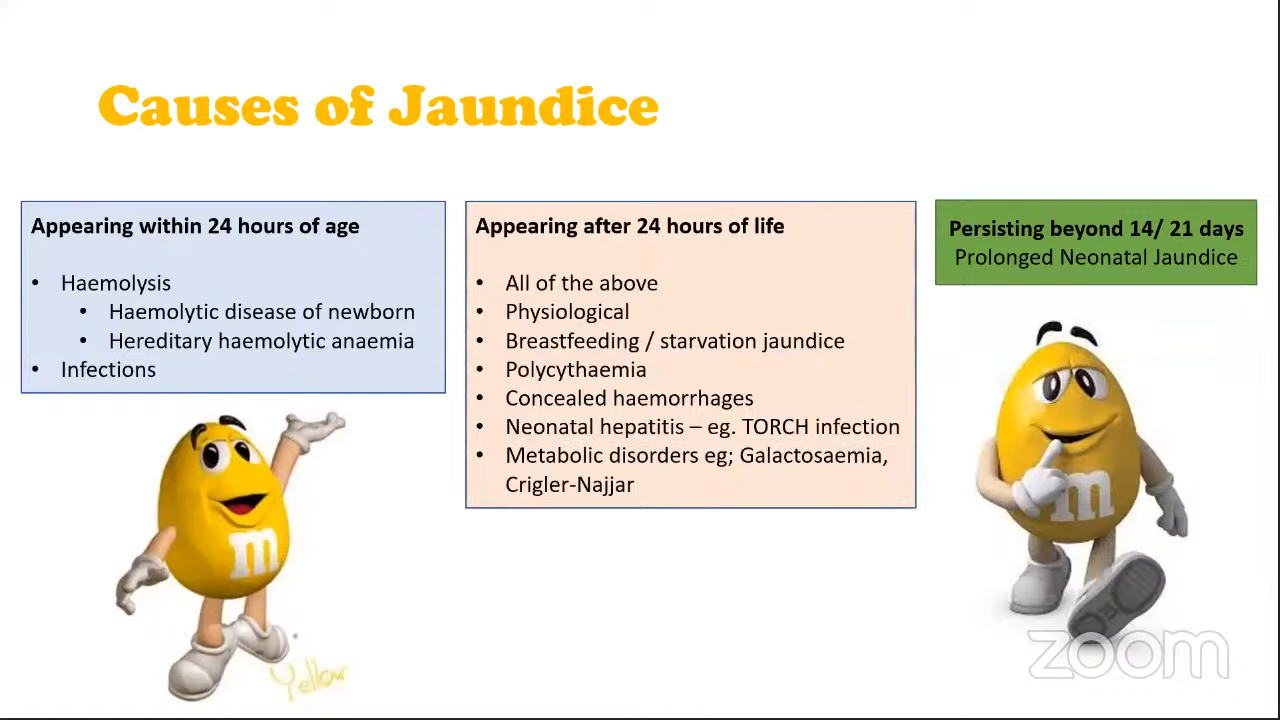 Causes of Jaundice
Appearing within 24 hours of age
• Haemolysis
• Haemolytic disease of newborn
• Hereditary haemolytic anaemia
• Infections
Appearing after 24 hours of life
• All of the above
• Physiological
• Breastfeeding / starvation jaundice
• Polycythaemia
• Concealed haemorrhages
• Neonatal hepatitis – eg. TORCH infection
• Metabolic disorders eg; Galactosaemia,
Crigler-Najjar
Persisting beyond 14/ 21 days
Prolonged Neonatal Jaundice
m
Yellow
m
zoom